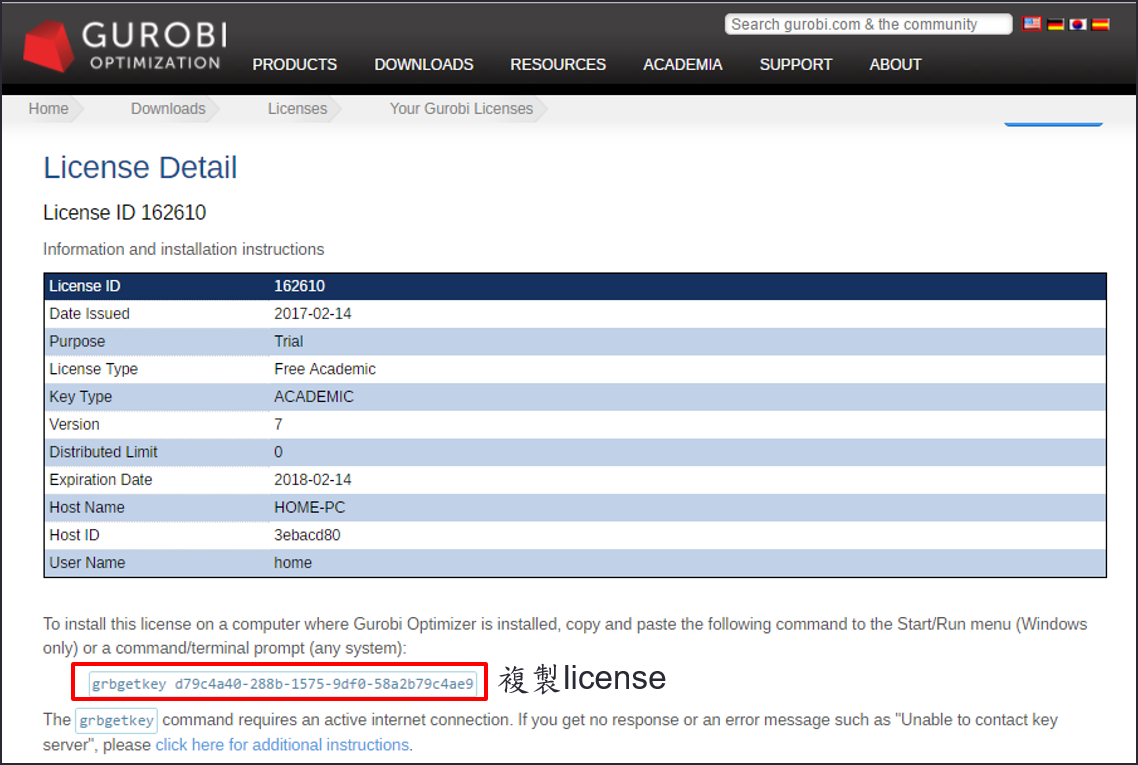 GUROBI
OPTIMIZATION
Search gurobi.com & the community
PRODUCTS DOWNLOADS RESOURCES ACADEMIA SUPPORT ABOUT
Home Downloads Licenses Your Gurobi Licenses
License Detail
License ID 162610
Information and installation instructions
License ID 162610
Date Issued 2017-02-14
Purpose Trial
License Type Free Academic
Key Type ACADEMIC
Version 7
Distributed Limit 0
Expiration Date 2018-02-14
Host Name HOME-PC
Host ID 3ebacd80
User Name home
To install this license on a computer where Gurobi Optimizer is installed, copy and paste the following command to the Start/Run menu (Windows
only) or a command/terminal prompt (any system):
grbgetkey d79c4a40-288b-1575-9df0-58a2b79c4ae9 複製license
The grbgetkey command requires an active internet connection. If you get no response or an error message such as "Unable to contact key
server", please click here for additional instructions.